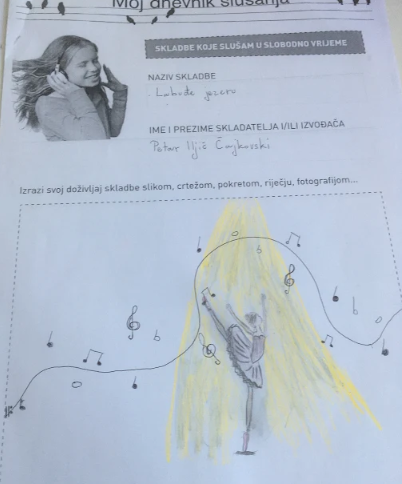 Moj dnevnik slušanja
SKLADBE KOJE SLUŠAM U SLOBODNO VRIJEME
NAZIV SKLADBE
Labuđe jezero
IME I PREZIME SKLADATELJA I/ILI IZVOĐAČA
Petar Iljič Čajkovski
Izrazi svoj doživljaj skladbe slikom, crtežom, pokretom, riječju, fotografijom...